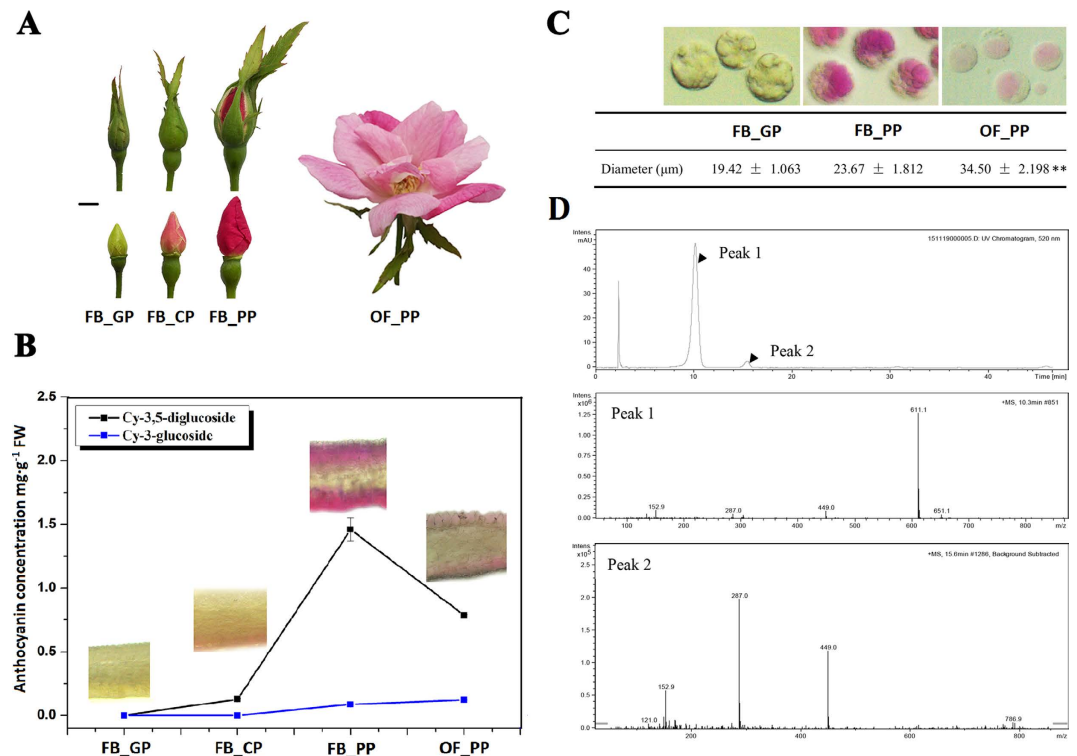 A
FB_GP FB_CP FB_PP OF_PP
B
Anthocyanin concentration mg·g⁻¹ FW
2.5
2.0
1.5
1.0
0.5
0.0
Cy-3,5-diglucoside
Cy-3-glucoside
FB_GP FB_CP FB_PP OF_PP
C
FB_GP FB_PP OF_PP
Diameter (μm) 19.42 ± 1.063 23.67 ± 1.812 34.50 ± 2.198 **
D
Intens.
mAU
151119000005.D: UV Chromatogram, 520 nm
Peak 1
Peak 2
40
30
20
10
0
0 10 20 30 40 Time [min]
Intens.
x10⁶
+MS, 10.3min #851
Peak 1
1.25
1.00
0.75
0.50
0.25
0.00
611.1
152.9
287.0
449.0
651.1
100 200 300 400 500 600 700 800 m/z
Intens.
x10⁵
+MS, 15.6min #1286, Background Subtracted
Peak 2
2.0
1.5
1.0
0.5
0.0
287.0
449.0
152.9
121.0
786.9
200 400 600 800 m/z